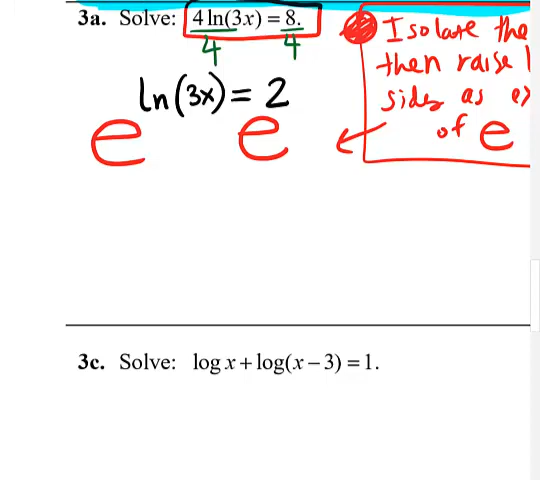 3a. Solve: 4 ln(3x) = 8.
4 4
ln(3x) = 2
e e
Isolate the
then raise
sides as
of e
3c. Solve: log x + log(x – 3) = 1.